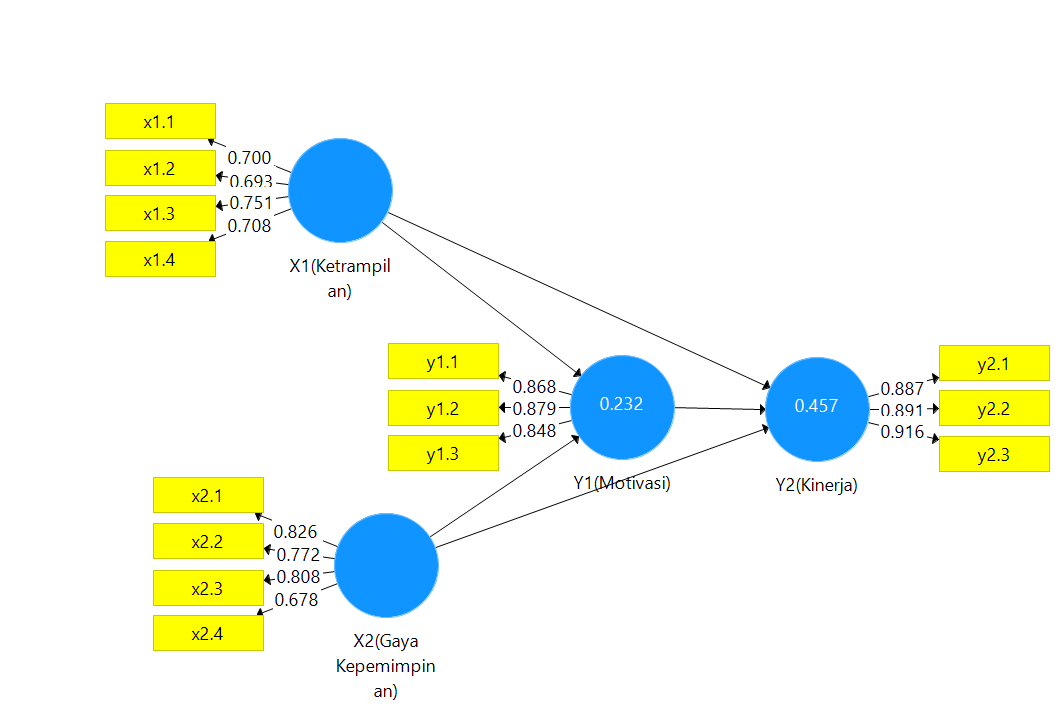 x1.1
x1.2
x1.3
x1.4
0.700
0.693
0.751
0.708
X1(Ketrampil
an)
y1.1
y1.2
y1.3
0.868
0.879
0.848
0.232
Y1(Motivasi)
0.457
Y2(Kinerja)
0.887
0.891
0.916
y2.1
y2.2
y2.3
x2.1
x2.2
x2.3
x2.4
0.826
0.772
0.808
0.678
X2(Gaya
Kepemimpin
an)